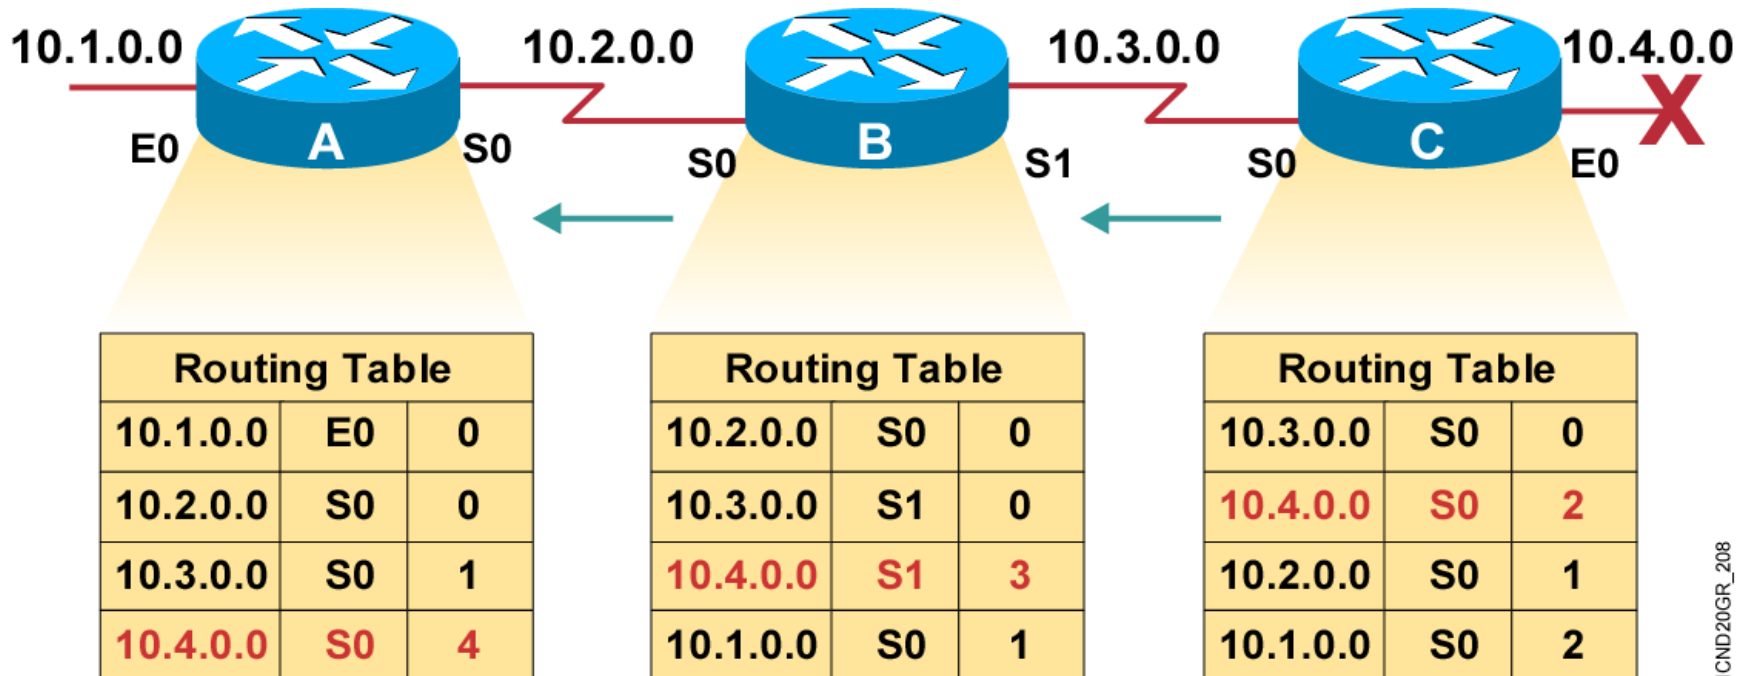 10.1.0.0 10.2.0.0 10.3.0.0 10.4.0.0
X
A B C
E0 S0 S0 S1 S0 E0
Routing Table
10.1.0.0 E0 0
10.2.0.0 S0 0
10.3.0.0 S0 1
10.4.0.0 S0 4
Routing Table
10.2.0.0 S0 0
10.3.0.0 S1 0
10.4.0.0 S1 3
10.1.0.0 S0 1
Routing Table
10.3.0.0 S0 0
10.4.0.0 S0 2
10.2.0.0 S0 1
10.1.0.0 S0 2
ICND20GR_208